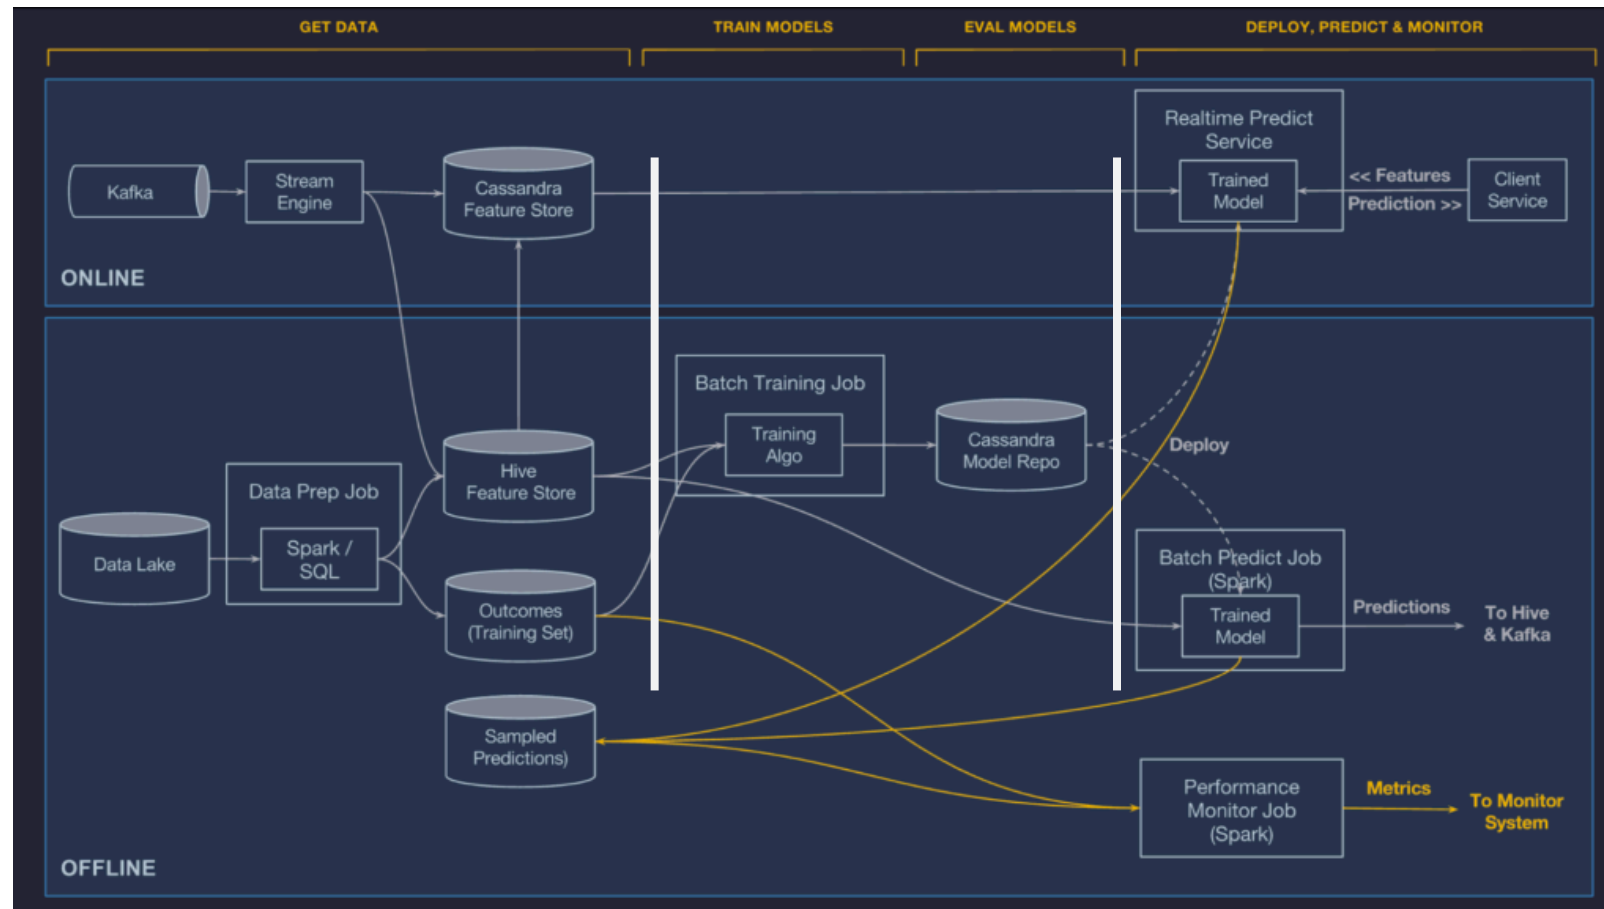 GET DATA
TRAIN MODELS
EVAL MODELS
DEPLOY, PREDICT & MONITOR
Kafka
Stream
Engine
Cassandra
Feature Store
Realtime Predict
Service
Trained
Model
<< Features
Prediction >>
Client
Service
ONLINE
Batch Training Job
Training
Algo
Cassandra
Model Repo
Deploy
Hive
Feature Store
Data Prep Job
Spark /
SQL
Data Lake
Outcomes
(Training Set)
Batch Predict Job
(Spark)
Trained
Model
Predictions
To Hive
& Kafka
Sampled
Predictions)
Performance
Monitor Job
(Spark)
Metrics
To Monitor
System
OFFLINE